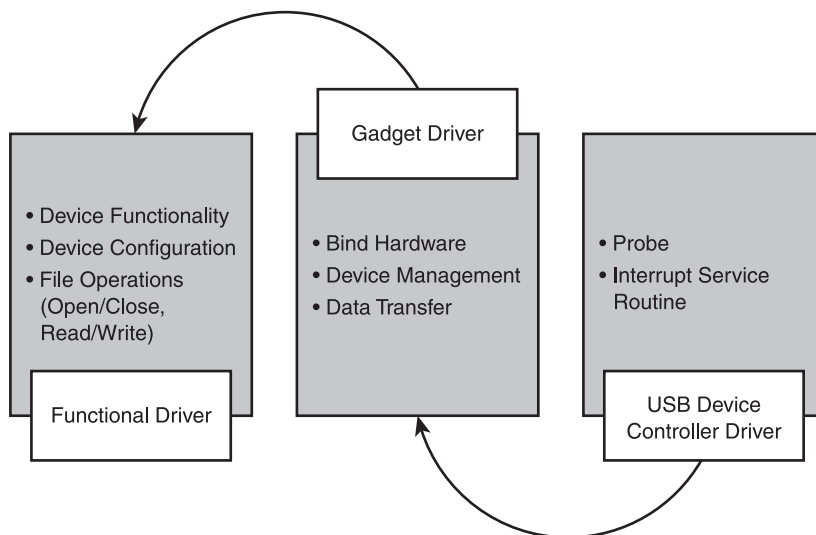 Gadget Driver
• Device Functionality
• Device Configuration
• File Operations
(Open/Close,
Read/Write)
Functional Driver
• Bind Hardware
• Device Management
• Data Transfer
• Probe
• Interrupt Service
Routine
USB Device
Controller Driver